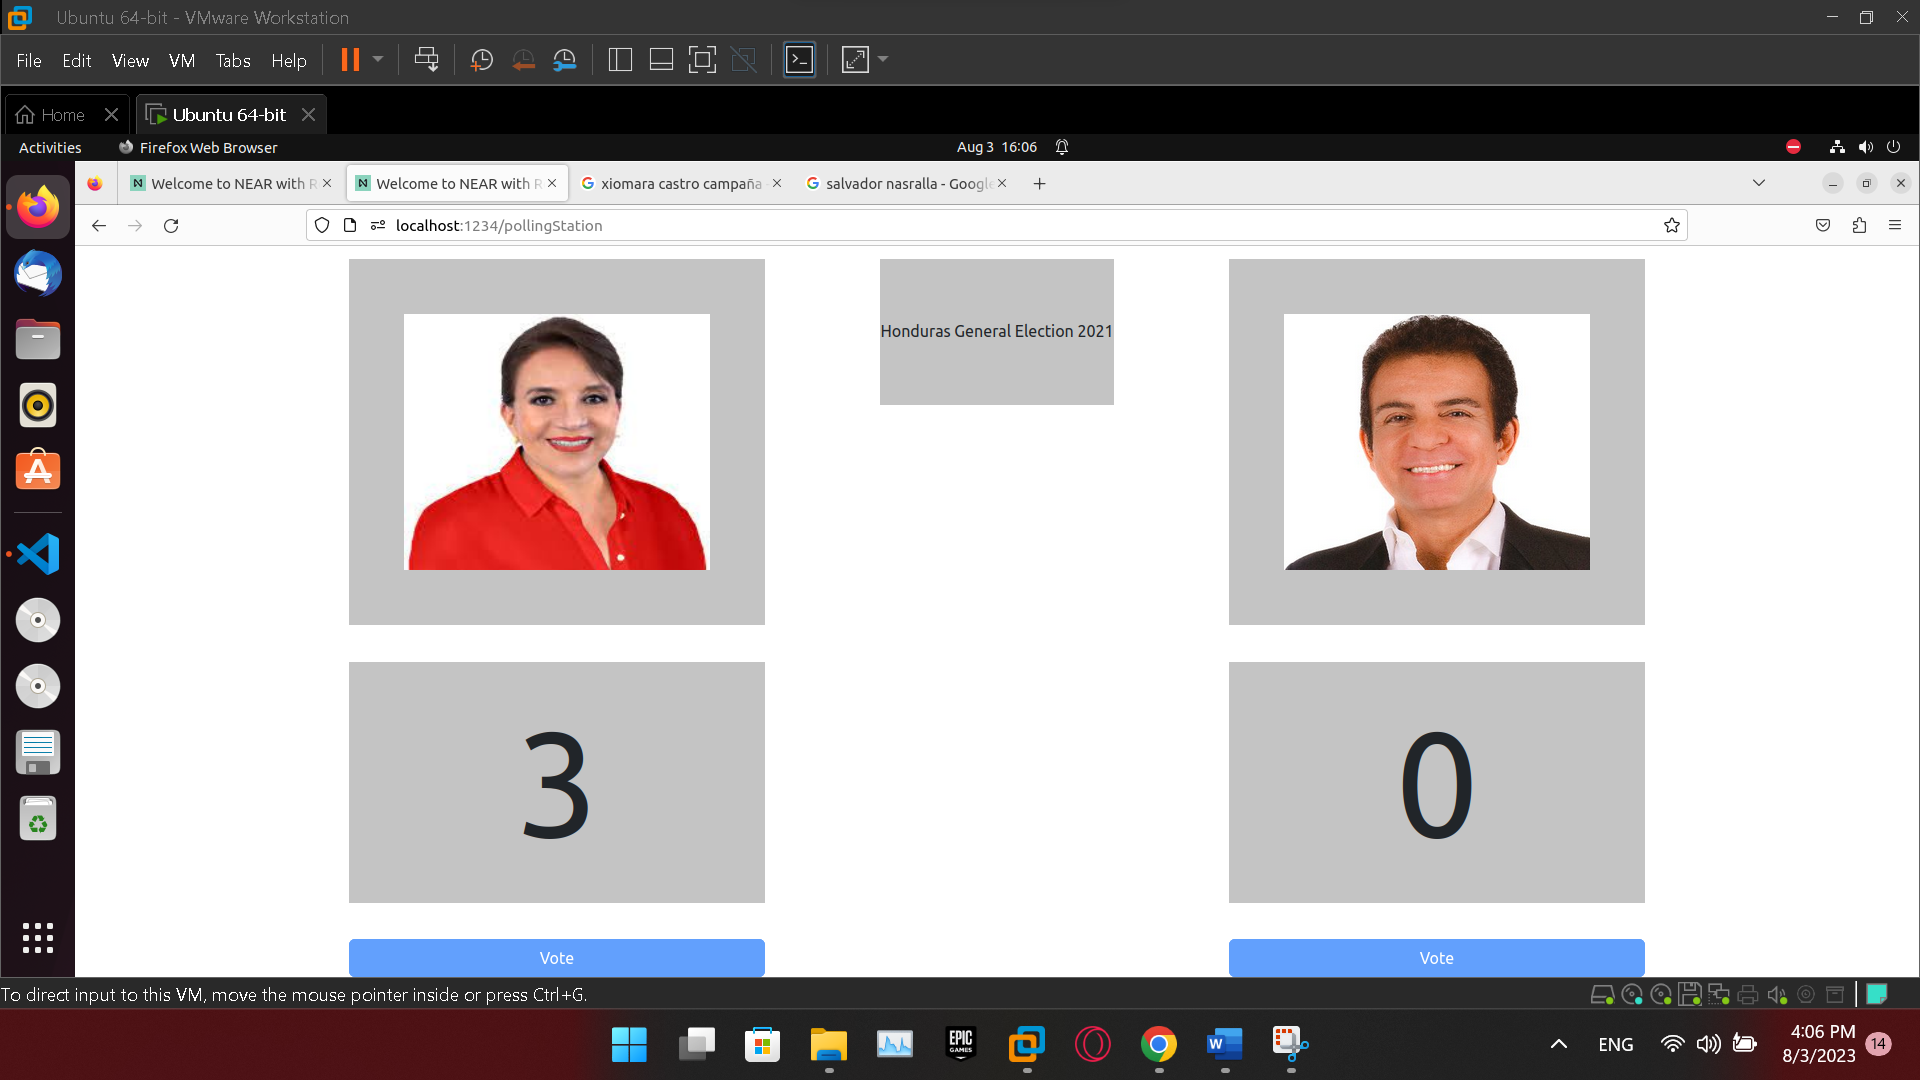 Ubuntu 64-bit - VMware Workstation
File Edit View VM Tabs Help
Home
Ubuntu 64-bit
Activities
Firefox Web Browser
Aug 3 16:06
Welcome to NEAR with R
Welcome to NEAR with R
xiomara castro campaña
salvador nasralla - Google
localhost:1234/pollingStation
Honduras General Election 2021
3
0
Vote
Vote
To direct input to this VM, move the mouse pointer inside or press Ctrl+G.
EPIC
GAMES
W
ENG
4:06 PM
8/3/2023
14